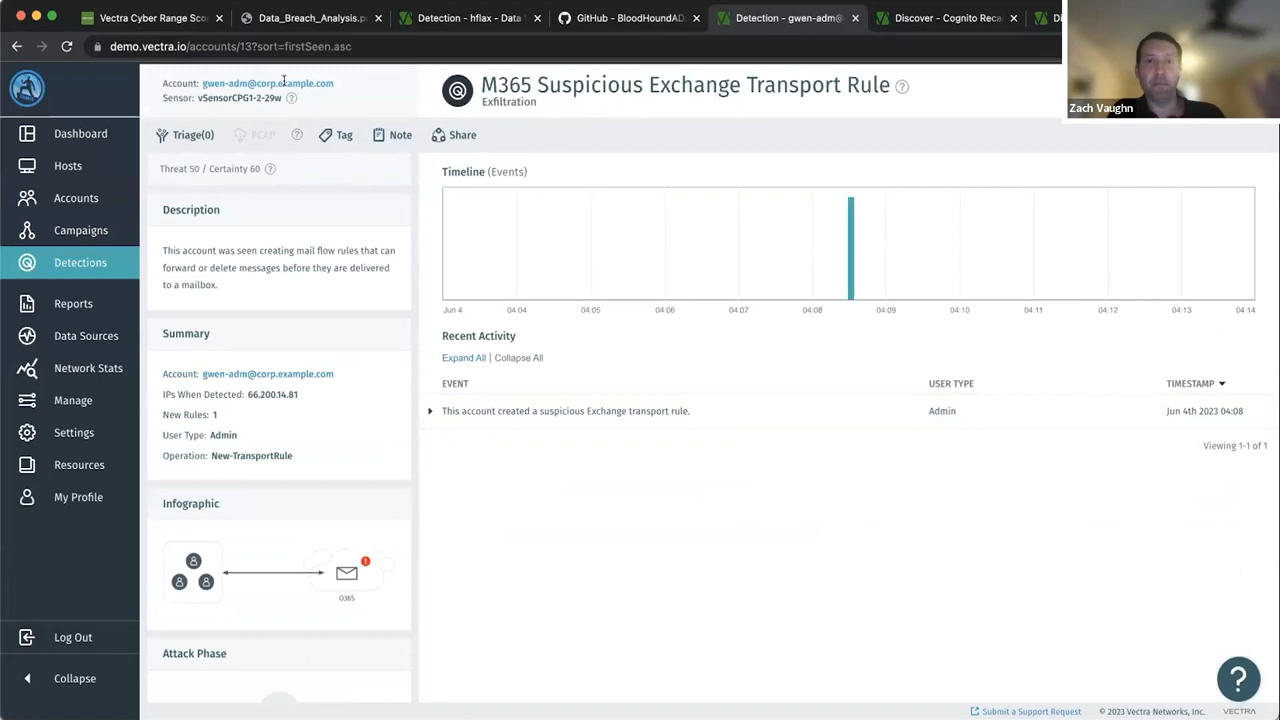 Vectra Cyber Range Sco
Data_Breach_Analysis.p
Detection - hflax - Data
GitHub - BloodHoundAD
Detection - gwen-adm@
Discover - Cognito Reca
demo.vectra.io/accounts/13?sort=firstSeen.asc
Zach Vaughn
Account: gwen-adm@corp.example.com
Sensor: vSensorCPG1-2-29w
M365 Suspicious Exchange Transport Rule
Exfiltration
Triage(0)
PCAP
Tag
Note
Share
Dashboard
Hosts
Accounts
Campaigns
Detections
Reports
Data Sources
Network Stats
Manage
Settings
Resources
My Profile
Log Out
Collapse
Threat 50 / Certainty 60
Description
This account was seen creating mail flow rules that can
forward or delete messages before they are delivered
to a mailbox.
Summary
Account: gwen-adm@corp.example.com
IPs When Detected: 66.200.14.81
New Rules: 1
User Type: Admin
Operation: New-TransportRule
Infographic
O365
Attack Phase
Timeline (Events)
Jun 4 04:04 04:05 04:06 04:07 04:08 04:09 04:10 04:11 04:12 04:13 04:14
Recent Activity
Expand All | Collapse All
EVENT USER TYPE TIMESTAMP
This account created a suspicious Exchange transport rule. Admin Jun 4th 2023 04:08
Viewing 1-1 of 1
?
Submit a Support Request © 2023 Vectra Networks, Inc. VECTRA